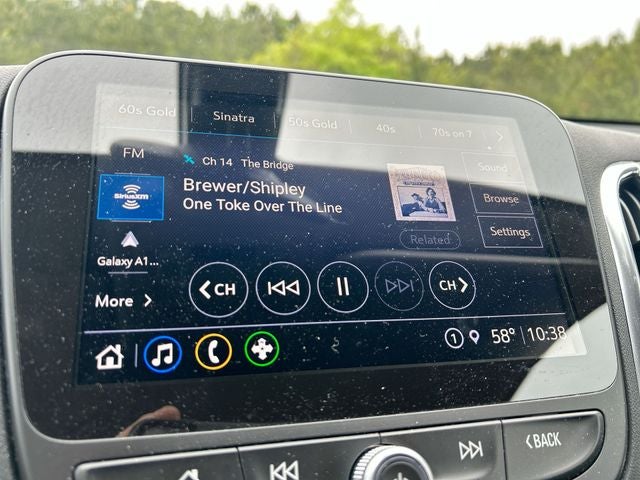 60s Gold Sinatra 50s Gold 40s 70s on 7
FM
Ch 14 The Bridge
Sound
SiriusXM
Brewer/Shipley
One Toke Over The Line
Browse
Related
Settings
Galaxy A1...
More
CH
CH
1 58° 10:38
BACK